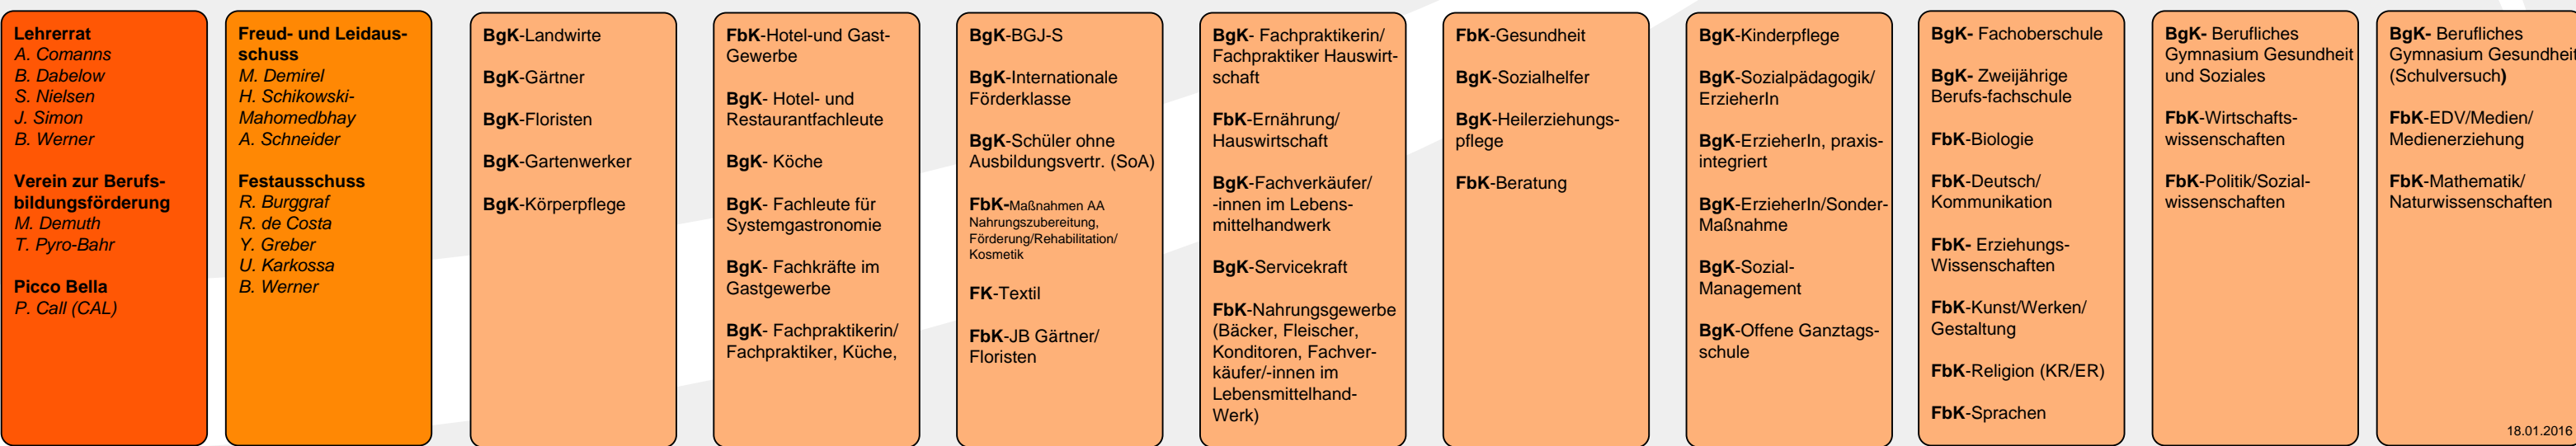 Lehrerrat
A. Comanns
B. Dabelow
S. Nielsen
J. Simon
B. Werner
Verein zur Berufs-
bildungsförderung
M. Demuth
T. Pyro-Bahr
Picco Bella
P. Call (CAL)
Freud- und Leidaus-
schuss
M. Demirel
H. Schikowski-
Mahomedbhay
A. Schneider
Festausschuss
R. Burggraf
R. de Costa
Y. Greber
U. Karkossa
B. Werner
BgK-Landwirte
BgK-Gärtner
BgK-Floristen
BgK-Gartenwerker
BgK-Körperpflege
FbK-Hotel-und Gast-
Gewerbe
BgK- Hotel- und
Restaurantfachleute
BgK- Köche
BgK- Fachleute für
Systemgastronomie
BgK- Fachkräfte im
Gastgewerbe
BgK- Fachpraktikerin/
Fachpraktiker, Küche,
BgK-BGJ-S
BgK-Internationale
Förderklasse
BgK-Schüler ohne
Ausbildungsvertr. (SoA)
FbK-Maßnahmen AA
Nahrungszubereitung,
Förderung/Rehabilitation/
Kosmetik
FK-Textil
FbK-JB Gärtner/
Floristen
BgK- Fachpraktikerin/
Fachpraktiker Hauswirt-
schaft
FbK-Ernährung/
Hauswirtschaft
BgK-Fachverkäufer/
-innen im Lebens-
mittelhandwerk
BgK-Servicekraft
FbK-Nahrungsgewerbe
(Bäcker, Fleischer,
Konditoren, Fachver-
käufer/-innen im
Lebensmittelhand-
Werk)
FbK-Gesundheit
BgK-Sozialhelfer
BgK-Heilerziehungs-
pflege
FbK-Beratung
BgK-Kinderpflege
BgK-Sozialpädagogik/
ErzieherIn
BgK-ErzieherIn, praxis-
integriert
BgK-ErzieherIn/Sonder-
Maßnahme
BgK-Sozial-
Management
BgK-Offene Ganztags-
schule
BgK- Fachoberschule
BgK- Zweijährige
Berufs-fachschule
FbK-Biologie
FbK-Deutsch/
Kommunikation
FbK- Erziehungs-
Wissenschaften
FbK-Kunst/Werken/
Gestaltung
FbK-Religion (KR/ER)
FbK-Sprachen
BgK- Berufliches
Gymnasium Gesundheit
und Soziales
FbK-Wirtschafts-
wissenschaften
FbK-Politik/Sozial-
wissenschaften
BgK- Berufliches
Gymnasium Gesundheit
(Schulversuch)
FbK-EDV/Medien/
Medienerziehung
FbK-Mathematik/
Naturwissenschaften
18.01.2016